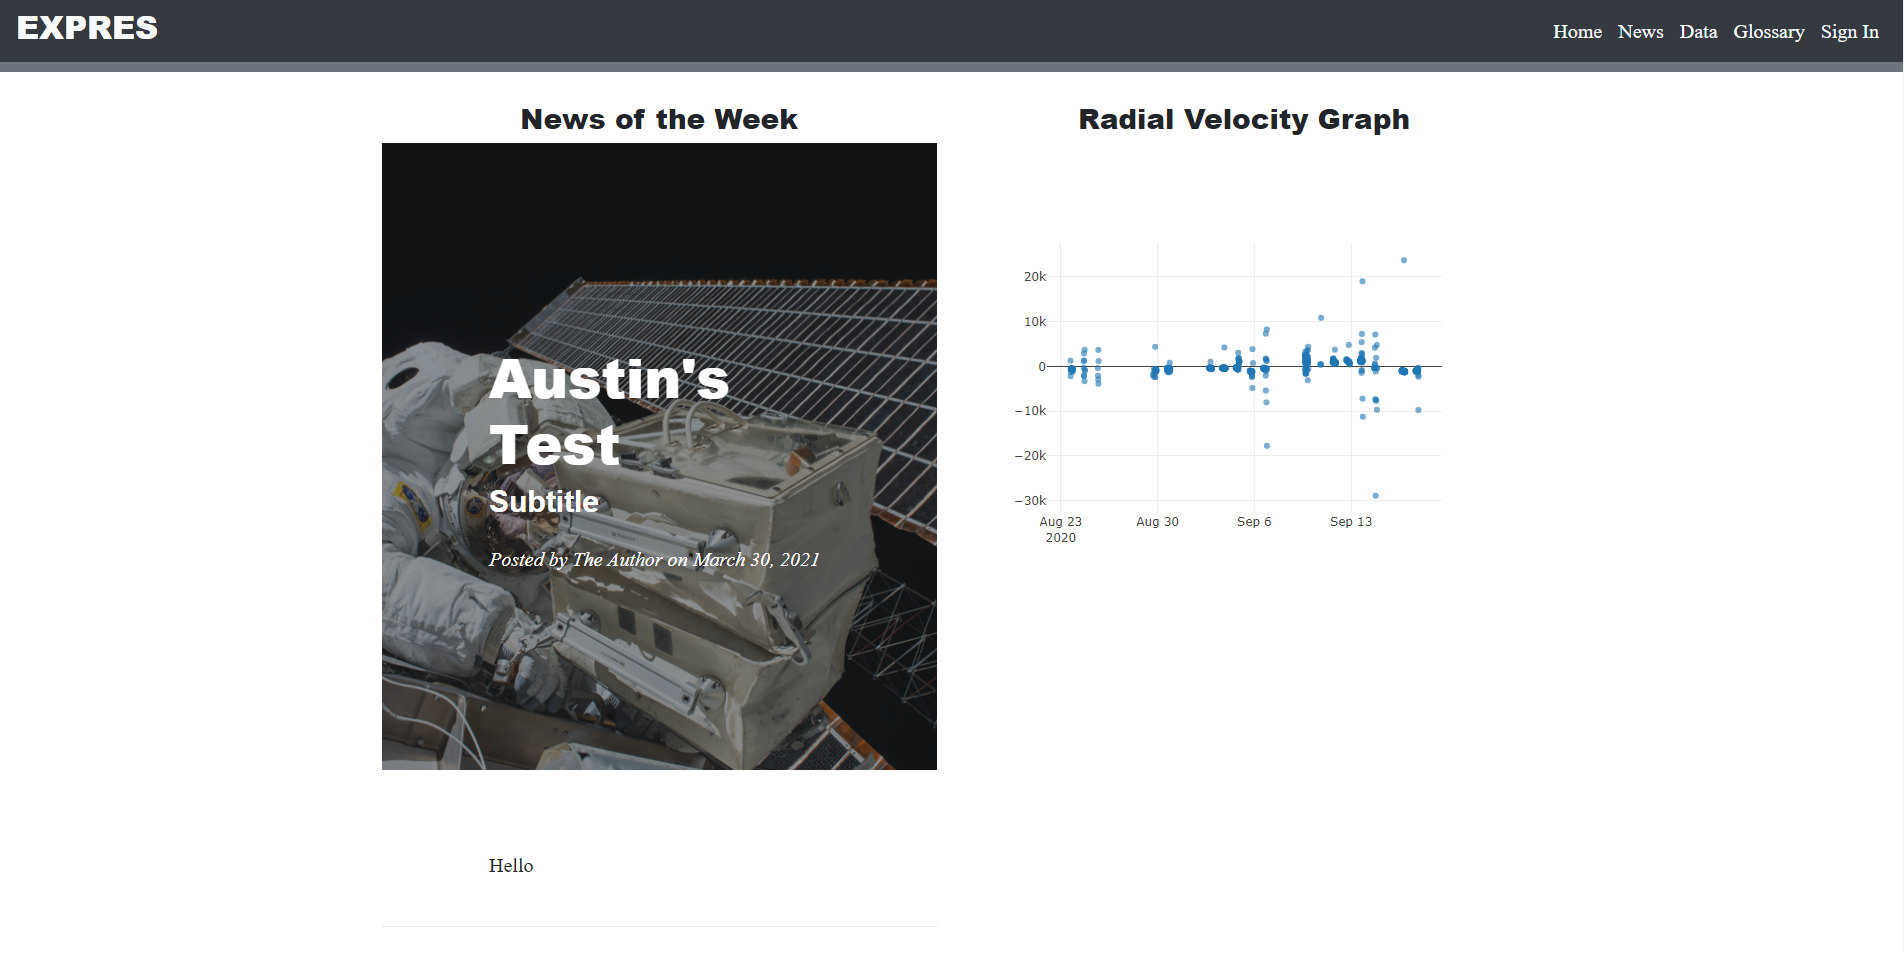 EXPRES
Home News Data Glossary Sign In
News of the Week
Austin's
Test
Subtitle
Posted by The Author on March 30, 2021
Hello
Radial Velocity Graph
20k
10k
0
−10k
−20k
−30k
Aug 23 Aug 30 Sep 6 Sep 13
2020